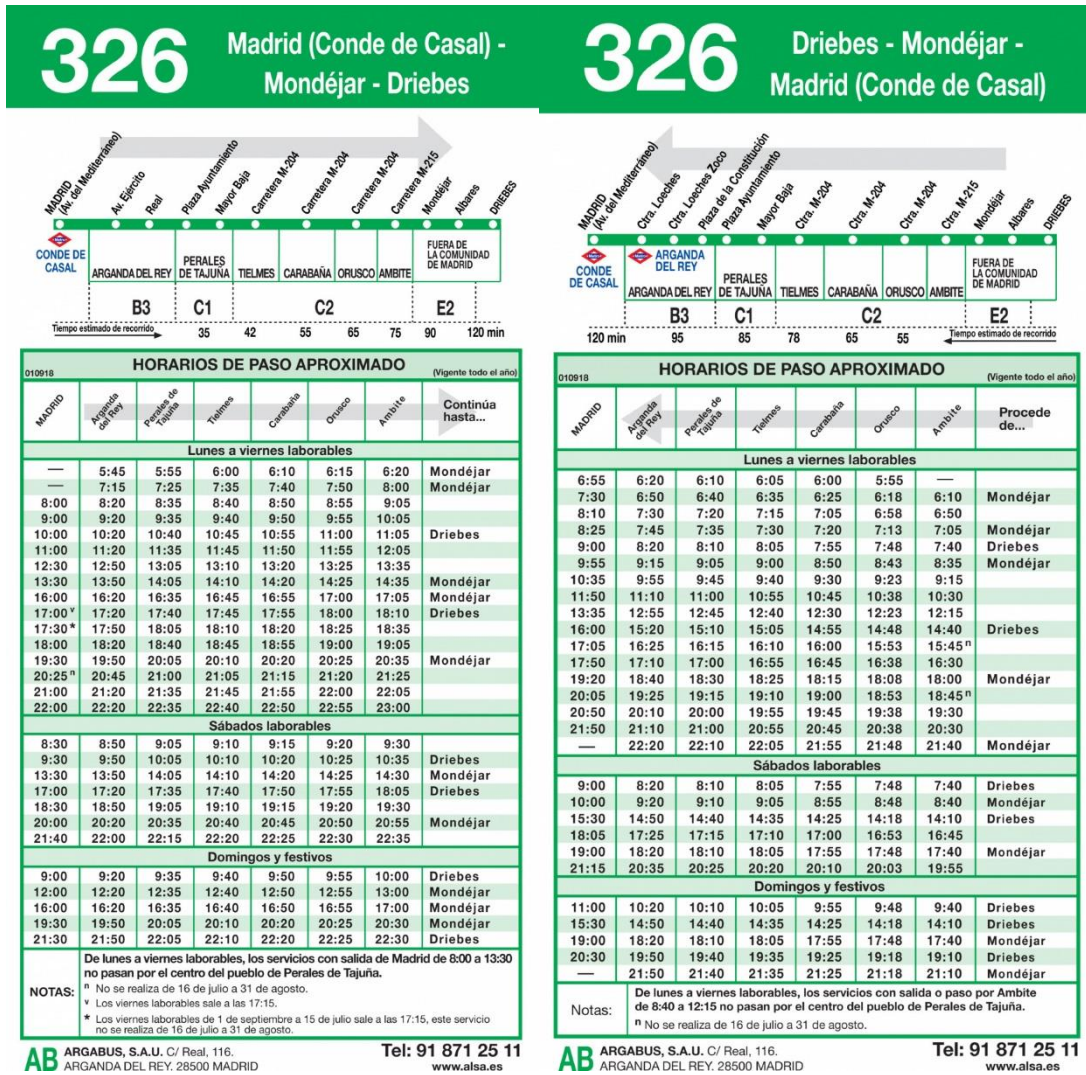 326
Madrid (Conde de Casal) -
Mondéjar - Driebes
MADRID
(Av. del Mediterráneo)
Av. Ejército
Real
Plaza Ayuntamiento
Mayor Baja
Carretera M-204
Carretera M-204
Carretera M-204
Carretera M-215
Mondéjar
Albares
DRIEBES
CONDE DE
CASAL
ARGANDA DEL REY
PERALES
DE TAJUÑA
TIELMES
CARABAÑA
ORUSCO
AMBITE
FUERA DE
LA COMUNIDAD
DE MADRID
B3 C1 C2 E2
Tiempo estimado de recorrido 35 42 55 65 75 90 120 min
HORARIOS DE PASO APROXIMADO
010918 (Vigente todo el año)
MADRID Arganda del Rey Perales de Tajuña Tielmes Carabaña Orusco Ambite Continúa hasta...
Lunes a viernes laborables
— 5:45 5:55 6:00 6:10 6:15 6:20 Mondéjar
— 7:15 7:25 7:35 7:40 7:50 8:00 Mondéjar
8:00 8:20 8:35 8:40 8:50 8:55 9:05
9:00 9:20 9:35 9:40 9:50 9:55 10:05
10:00 10:20 10:40 10:45 10:55 11:00 11:05 Driebes
11:00 11:20 11:35 11:45 11:50 11:55 12:05
12:30 12:50 13:05 13:10 13:20 13:25 13:35
13:30 13:50 14:05 14:10 14:20 14:25 14:35 Mondéjar
16:00 16:20 16:35 16:45 16:55 17:00 17:05 Mondéjar
17:00 v 17:20 17:40 17:45 17:55 18:00 18:10 Driebes
17:30 * 17:50 18:05 18:10 18:20 18:25 18:35
18:00 18:20 18:40 18:45 18:55 19:00 19:05
19:30 19:50 20:05 20:10 20:20 20:25 20:35 Mondéjar
20:25 n 20:45 21:00 21:05 21:15 21:20 21:25
21:00 21:20 21:35 21:45 21:55 22:00 22:05
22:00 22:20 22:35 22:40 22:50 22:55 23:00
Sábados laborables
8:30 8:50 9:05 9:10 9:15 9:20 9:30
9:30 9:50 10:05 10:10 10:20 10:25 10:35 Driebes
13:30 13:50 14:05 14:10 14:20 14:25 14:30 Mondéjar
17:00 17:20 17:35 17:40 17:50 17:55 18:05 Driebes
18:30 18:50 19:05 19:10 19:15 19:20 19:30
20:00 20:20 20:35 20:40 20:45 20:50 20:55 Mondéjar
21:40 22:00 22:15 22:20 22:25 22:30 22:35
Domingos y festivos
9:00 9:20 9:35 9:40 9:50 9:55 10:00 Driebes
12:00 12:20 12:35 12:40 12:50 12:55 13:00 Mondéjar
16:00 16:20 16:35 16:40 16:50 16:55 17:00 Mondéjar
19:30 19:50 20:05 20:10 20:20 20:25 20:30 Mondéjar
21:30 21:50 22:05 22:10 22:20 22:25 22:30 Driebes
NOTAS:
De lunes a viernes laborables, los servicios con salida de Madrid de 8:00 a 13:30
no pasan por el centro del pueblo de Perales de Tajuña.
n No se realiza de 16 de julio a 31 de agosto.
v Los viernes laborables sale a las 17:15.
* Los viernes laborables de 1 de septiembre a 15 de julio sale a las 17:15, este servicio
no se realiza de 16 de julio a 31 de agosto.
AB ARGABUS, S.A.U. C/ Real, 116.
ARGANDA DEL REY. 28500 MADRID
Tel: 91 871 25 11
www.alsa.es
326
Driebes - Mondéjar -
Madrid (Conde de Casal)
MADRID
(Av. del Mediterráneo)
Ctra. Loeches
Ctra. Loeches Zoco
Plaza de la Constitución
Plaza Ayuntamiento
Mayor Baja
Ctra. M-204
Ctra. M-204
Ctra. M-204
Ctra. M-215
Mondéjar
Albares
DRIEBES
CONDE
DE CASAL
ARGANDA
DEL REY
ARGANDA DEL REY
PERALES
DE TAJUÑA
TIELMES
CARABAÑA
ORUSCO
AMBITE
FUERA DE
LA COMUNIDAD
DE MADRID
B3 C1 C2 E2
120 min 95 85 78 65 55 Tiempo estimado de recorrido
HORARIOS DE PASO APROXIMADO
010918 (Vigente todo el año)
MADRID Arganda del Rey Perales de Tajuña Tielmes Carabaña Orusco Ambite Procede de...
Lunes a viernes laborables
6:55 6:20 6:10 6:05 6:00 5:55 —
7:30 6:50 6:40 6:35 6:25 6:18 6:10 Mondéjar
8:10 7:30 7:20 7:15 7:05 6:58 6:50
8:25 7:45 7:35 7:30 7:20 7:13 7:05 Mondéjar
9:00 8:20 8:10 8:05 7:55 7:48 7:40 Driebes
9:55 9:15 9:05 9:00 8:50 8:43 8:35 Mondéjar
10:35 9:55 9:45 9:40 9:30 9:23 9:15
11:50 11:10 11:00 10:55 10:45 10:38 10:30
13:35 12:55 12:45 12:40 12:30 12:23 12:15
16:00 15:20 15:10 15:05 14:55 14:48 14:40 Driebes
17:05 16:25 16:15 16:10 16:00 15:53 15:45 n
17:50 17:10 17:00 16:55 16:45 16:38 16:30
19:20 18:40 18:30 18:25 18:15 18:08 18:00 Mondéjar
20:05 19:25 19:15 19:10 19:00 18:53 18:45 n
20:50 20:10 20:00 19:55 19:45 19:38 19:30
21:50 21:10 21:00 20:55 20:45 20:38 20:30
— 22:20 22:10 22:05 21:55 21:48 21:40 Mondéjar
Sábados laborables
9:00 8:20 8:10 8:05 7:55 7:48 7:40 Driebes
10:00 9:20 9:10 9:05 8:55 8:48 8:40 Mondéjar
15:30 14:50 14:40 14:35 14:25 14:18 14:10 Driebes
18:05 17:25 17:15 17:10 17:00 16:53 16:45
19:00 18:20 18:10 18:05 17:55 17:48 17:40 Mondéjar
21:15 20:35 20:25 20:20 20:10 20:03 19:55
Domingos y festivos
11:00 10:20 10:10 10:05 9:55 9:48 9:40 Driebes
15:30 14:50 14:40 14:35 14:25 14:18 14:10 Driebes
19:00 18:20 18:10 18:05 17:55 17:48 17:40 Mondéjar
20:30 19:50 19:40 19:35 19:25 19:18 19:10 Driebes
— 21:50 21:40 21:35 21:25 21:18 21:10 Mondéjar
Notas:
De lunes a viernes laborables, los servicios con salida o paso por Ambite
de 8:40 a 12:15 no pasan por el centro del pueblo de Perales de Tajuña.
n No se realiza de 16 de julio a 31 de agosto.
AB ARGABUS, S.A.U. C/ Real, 116.
ARGANDA DEL REY. 28500 MADRID
Tel: 91 871 25 11
www.alsa.es